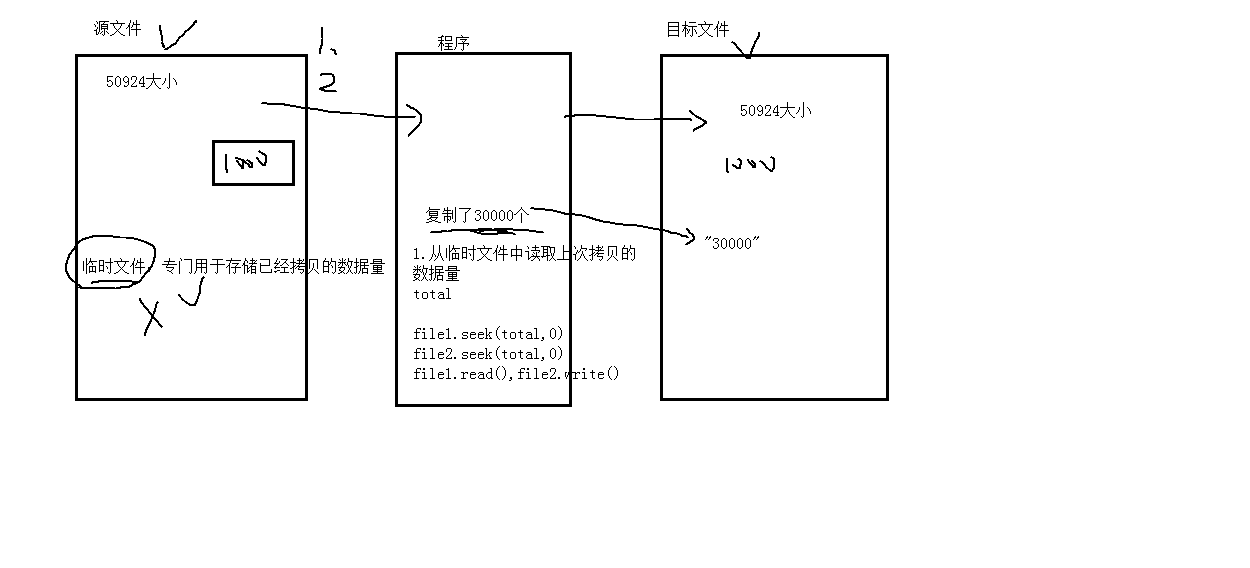 源文件
程序
目标文件
1、
2
50924大小
50924大小
复制了30000个
"30000"
临时文件，专门用于存储已经拷贝的数据量
1.从临时文件中读取上次拷贝的
数据量
total
file1.seek(total,0)
file2.seek(total,0)
file1.read(),file2.write()